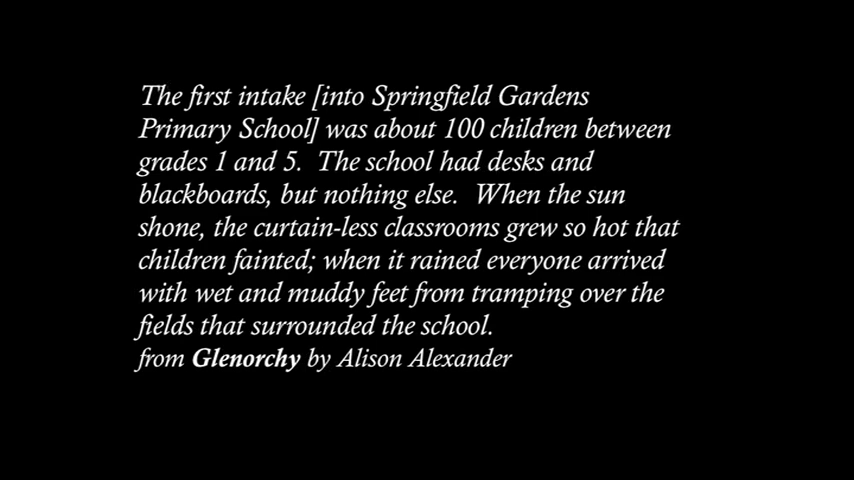 The first intake [into Springfield Gardens
Primary School] was about 100 children between
grades 1 and 5.  The school had desks and
blackboards, but nothing else.  When the sun
shone, the curtain-less classrooms grew so hot that
children fainted; when it rained everyone arrived
with wet and muddy feet from tramping over the
fields that surrounded the school.
from Glenorchy by Alison Alexander